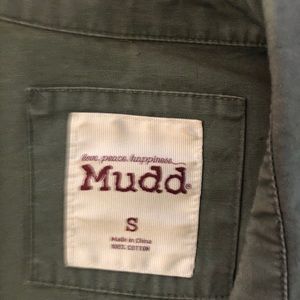 love.peace.happiness.
Mudd®
S
Made in China
100% COTTON